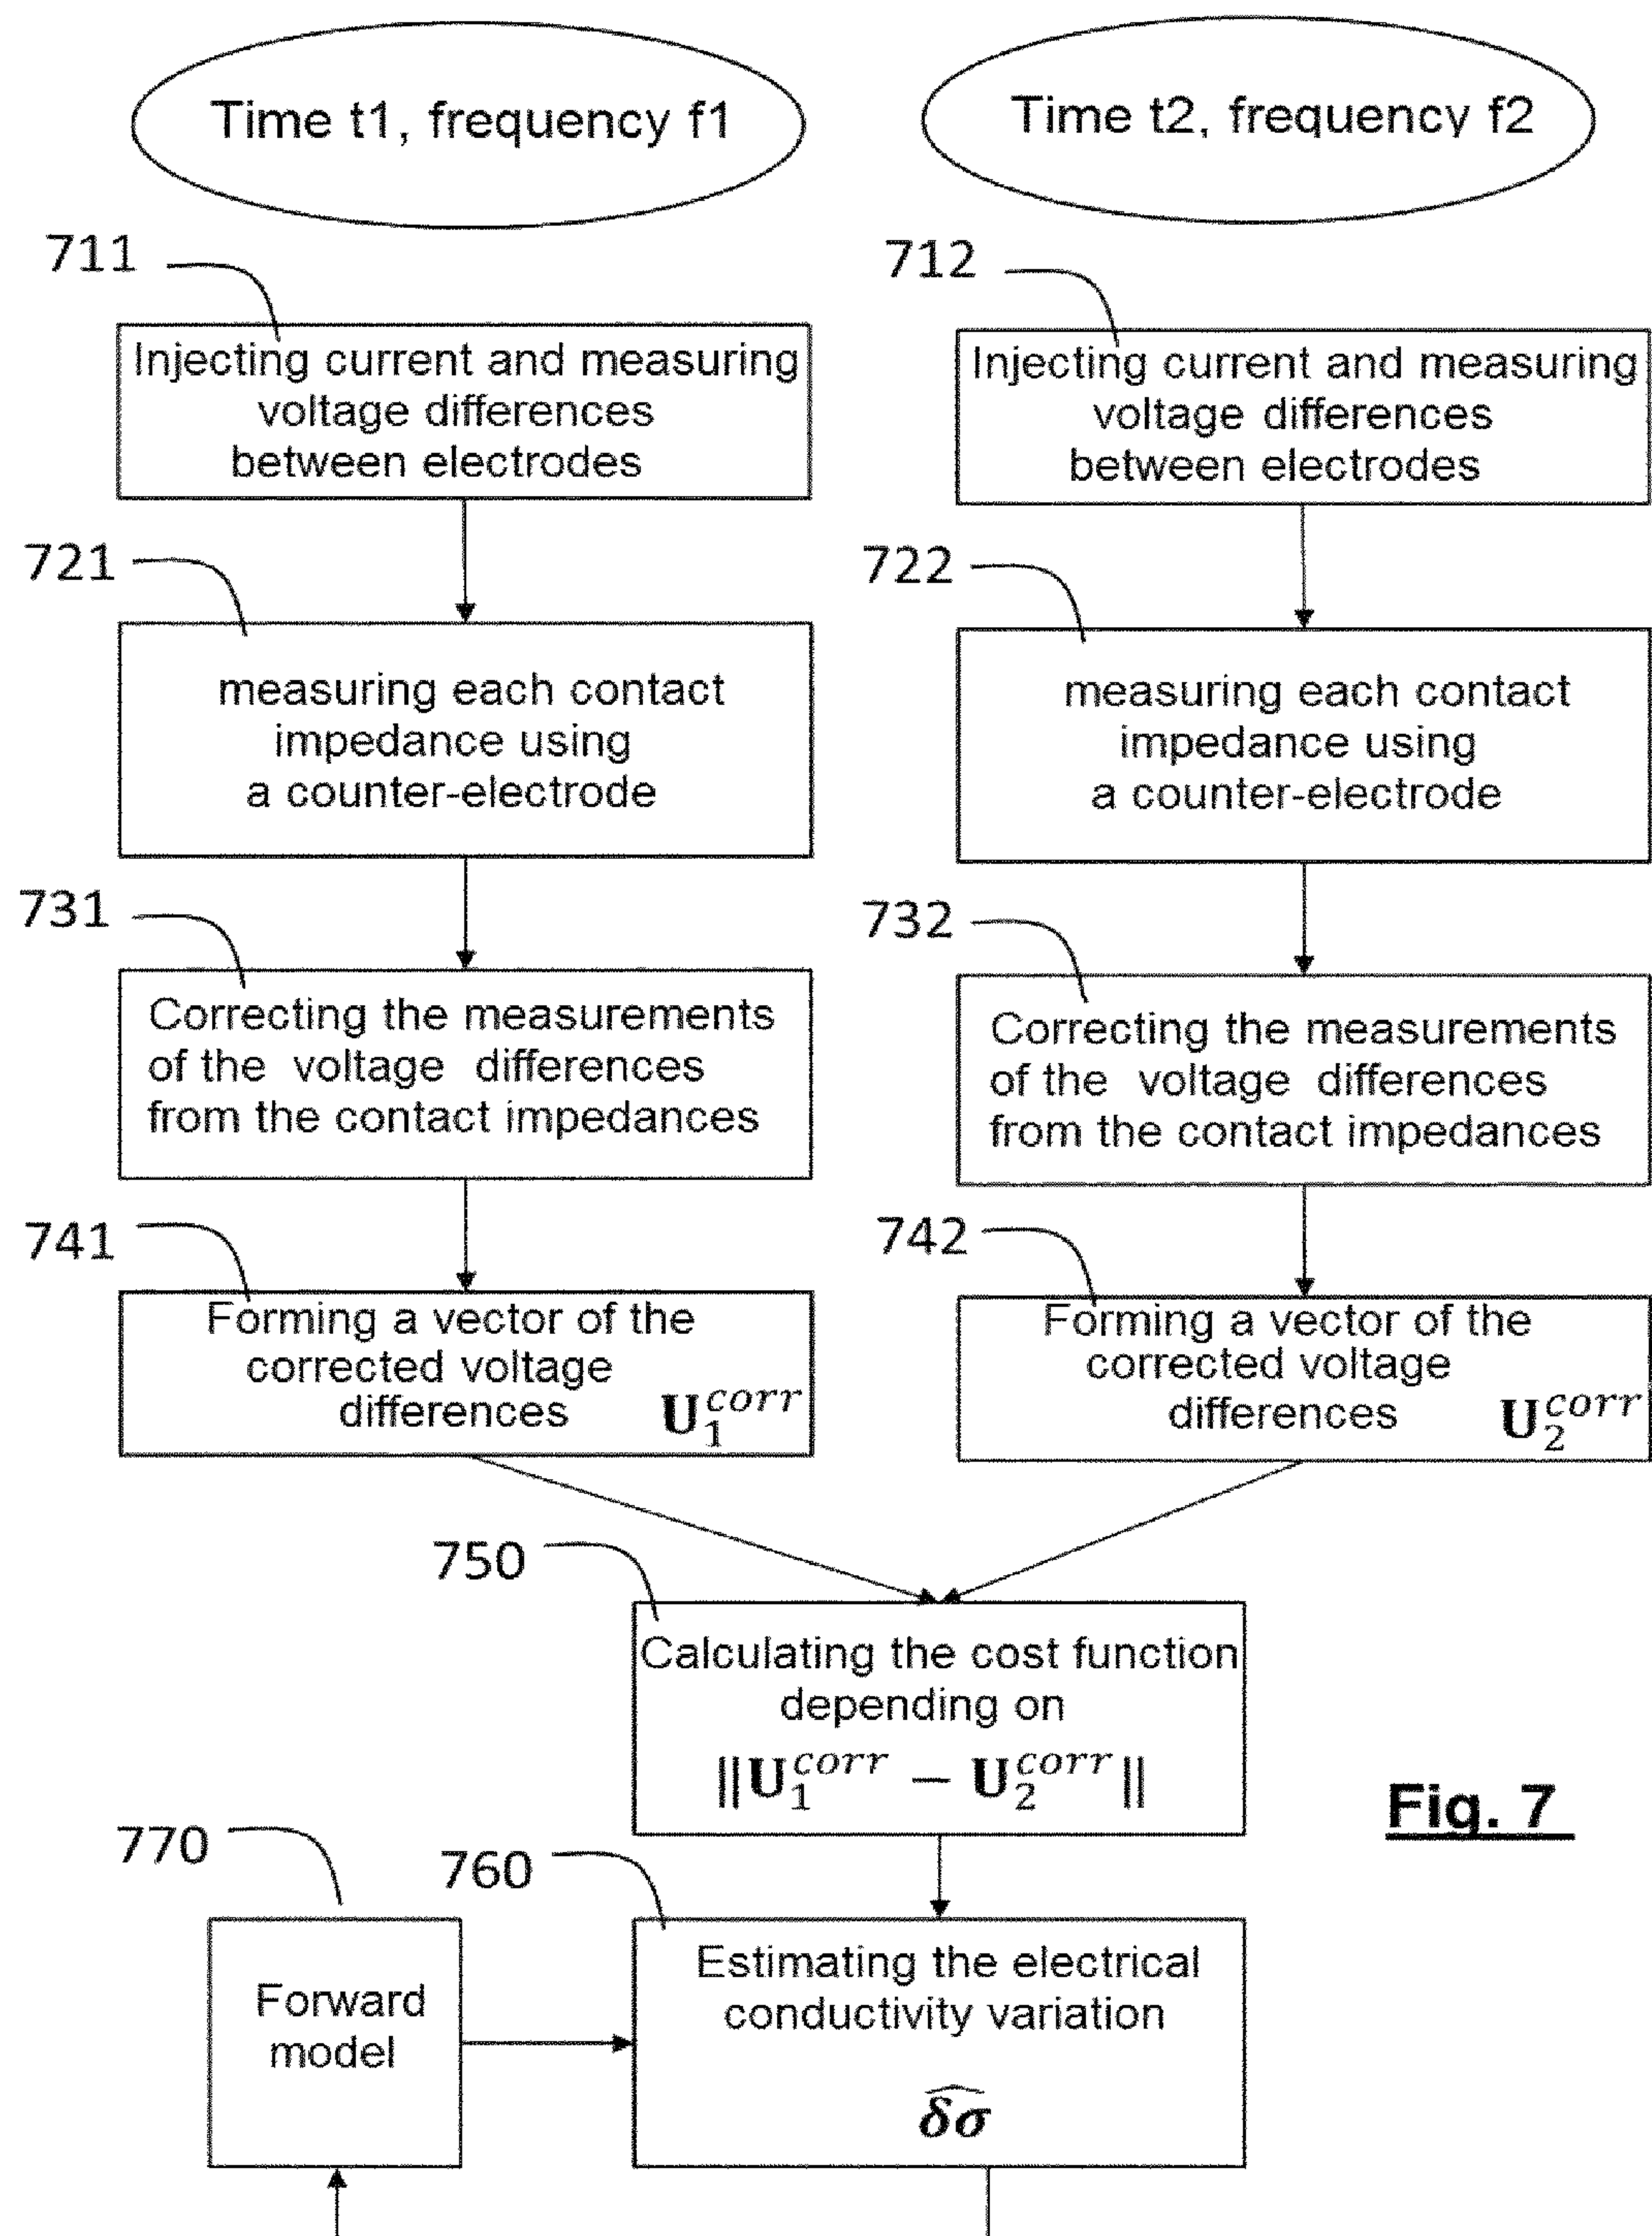 Time t1, frequency f1
Time t2, frequency f2
711
712
Injecting current and measuring
voltage differences
between electrodes
Injecting current and measuring
voltage differences
between electrodes
721
722
measuring each contact
impedance using
a counter-electrode
measuring each contact
impedance using
a counter-electrode
731
732
Correcting the measurements
of the voltage differences
from the contact impedances
Correcting the measurements
of the voltage differences
from the contact impedances
741
742
Forming a vector of the
corrected voltage
differences U₁^corr
Forming a vector of the
corrected voltage
differences U₂^corr
750
Calculating the cost function
depending on
||U₁^corr − U₂^corr||
Fig. 7
770
760
Forward
model
Estimating the electrical
conductivity variation
\widehat{δσ}